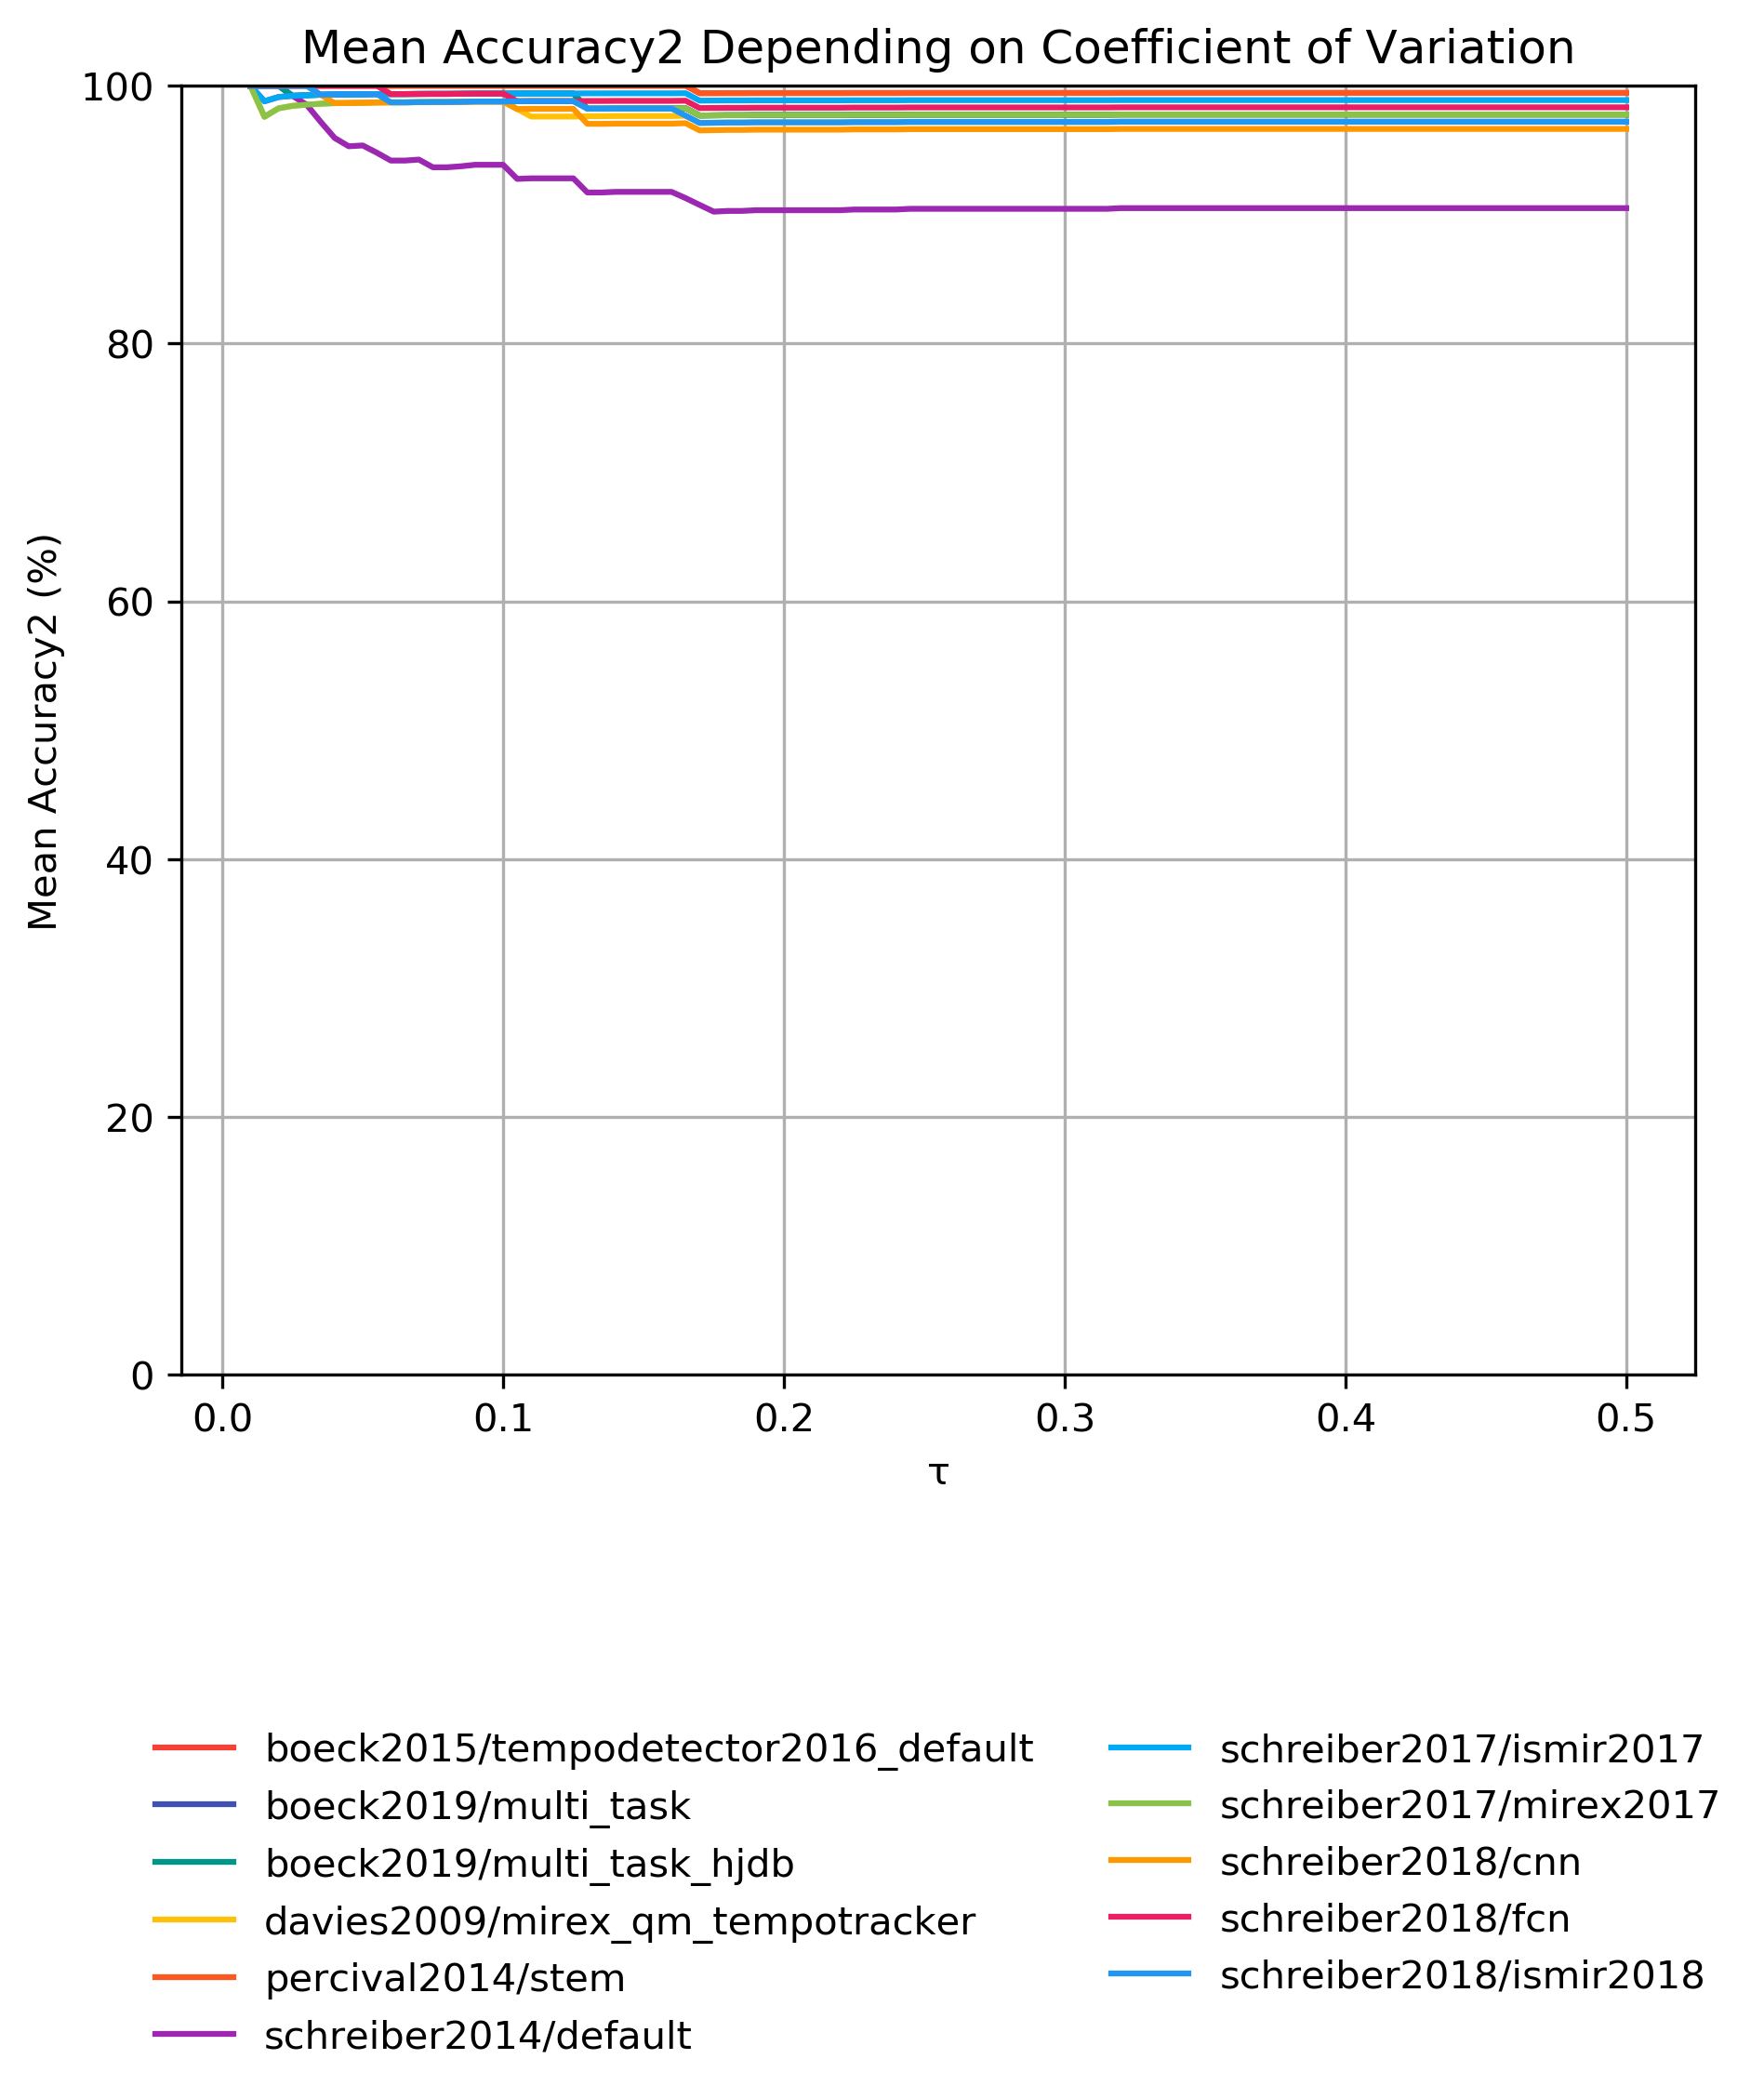 Mean Accuracy2 Depending on Coefficient of Variation
100
80
60
40
20
0
Mean Accuracy2 (%)
0.0 0.1 0.2 0.3 0.4 0.5
τ
boeck2015/tempodetector2016_default
boeck2019/multi_task
boeck2019/multi_task_hjdb
davies2009/mirex_qm_tempotracker
percival2014/stem
schreiber2014/default
schreiber2017/ismir2017
schreiber2017/mirex2017
schreiber2018/cnn
schreiber2018/fcn
schreiber2018/ismir2018